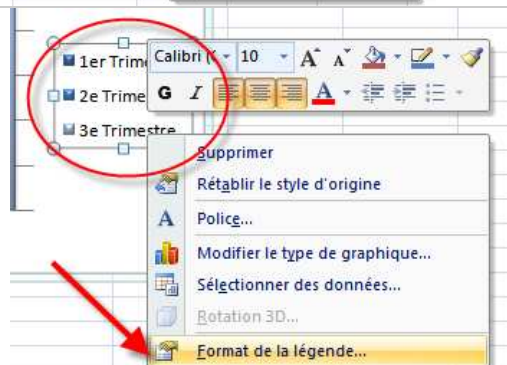 1er Trim
Calibri ( 10 A A
2e Trime
G I A
3e Trimestre
Supprimer
Rétablir le style d'origine
A Police...
Modifier le type de graphique...
Sélectionner des données...
Rotation 3D...
Format de la légende...